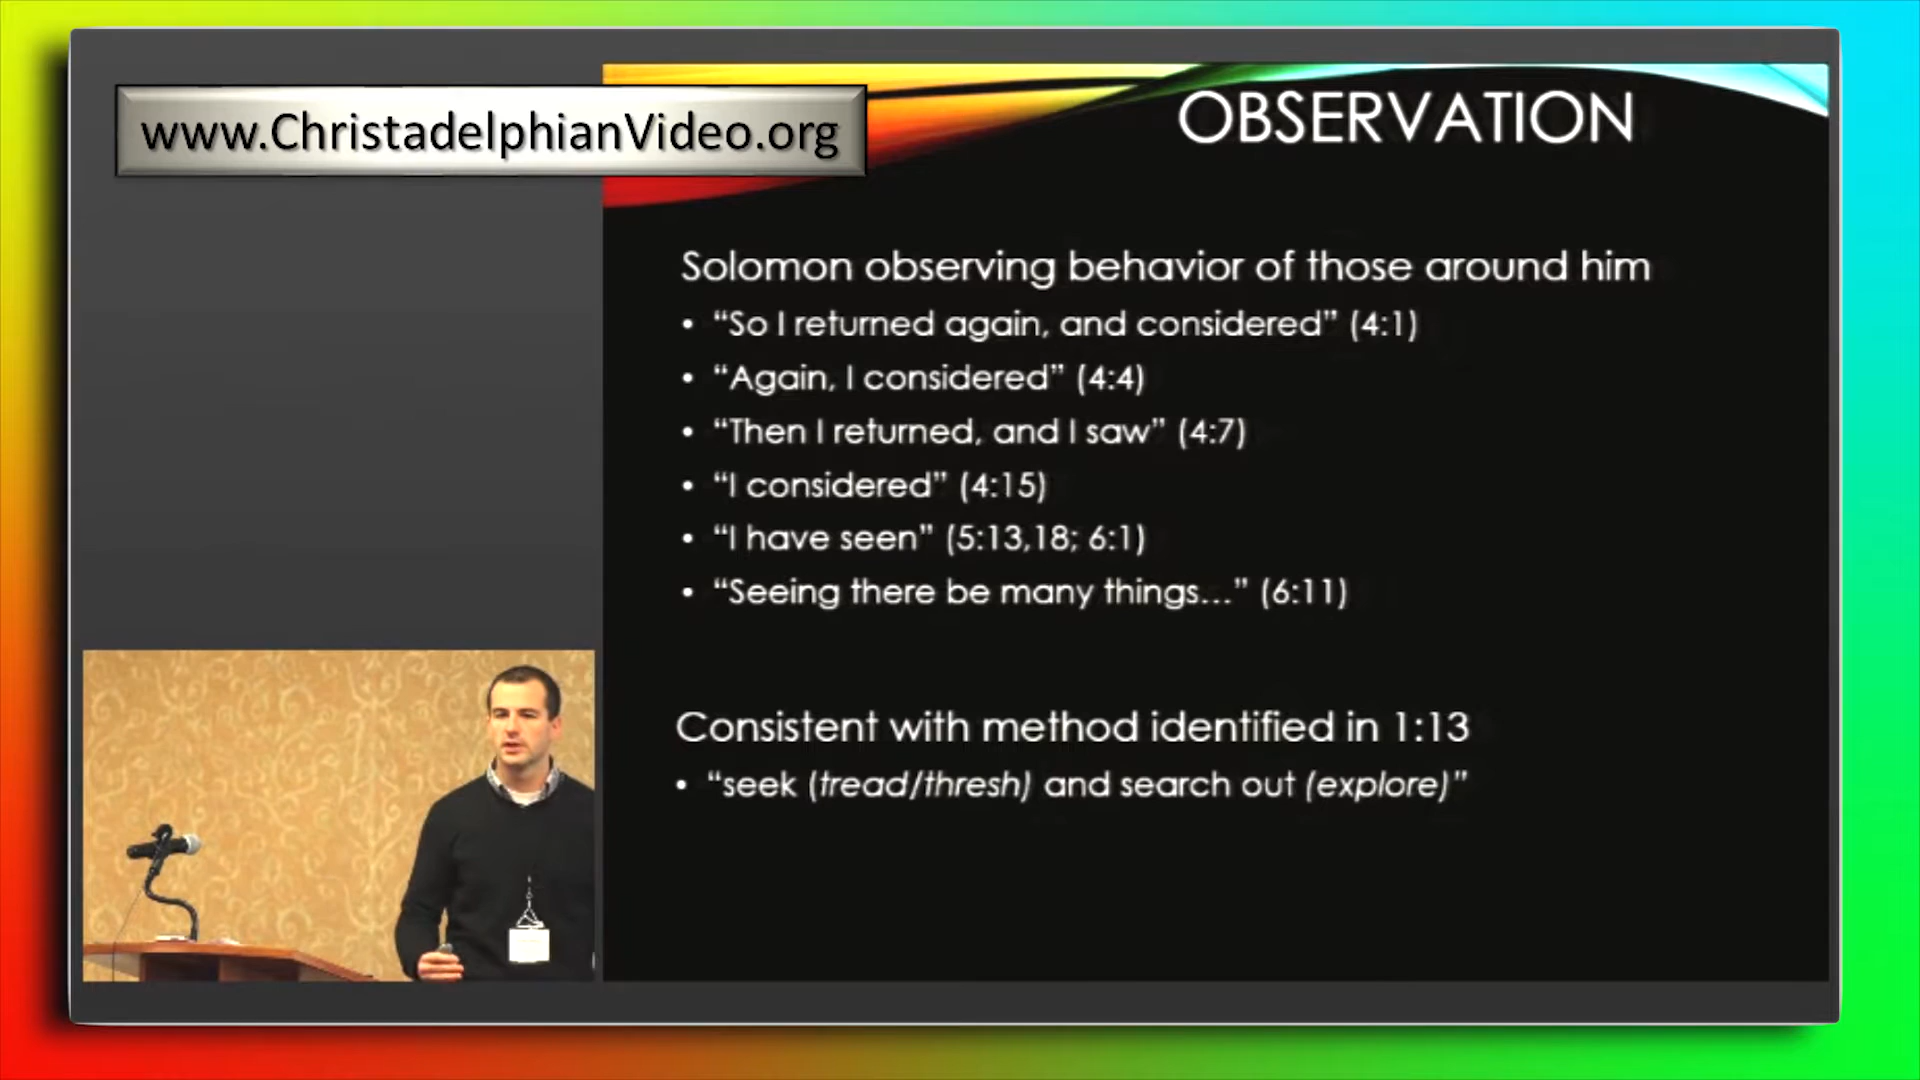 www.ChristadelphianVideo.org
OBSERVATION
Solomon observing behavior of those around him
• “So I returned again, and considered” (4:1)
• “Again, I considered” (4:4)
• “Then I returned, and I saw” (4:7)
• “I considered” (4:15)
• “I have seen” (5:13,18; 6:1)
• “Seeing there be many things…” (6:11)
Consistent with method identified in 1:13
• “seek (tread/thresh) and search out (explore)”